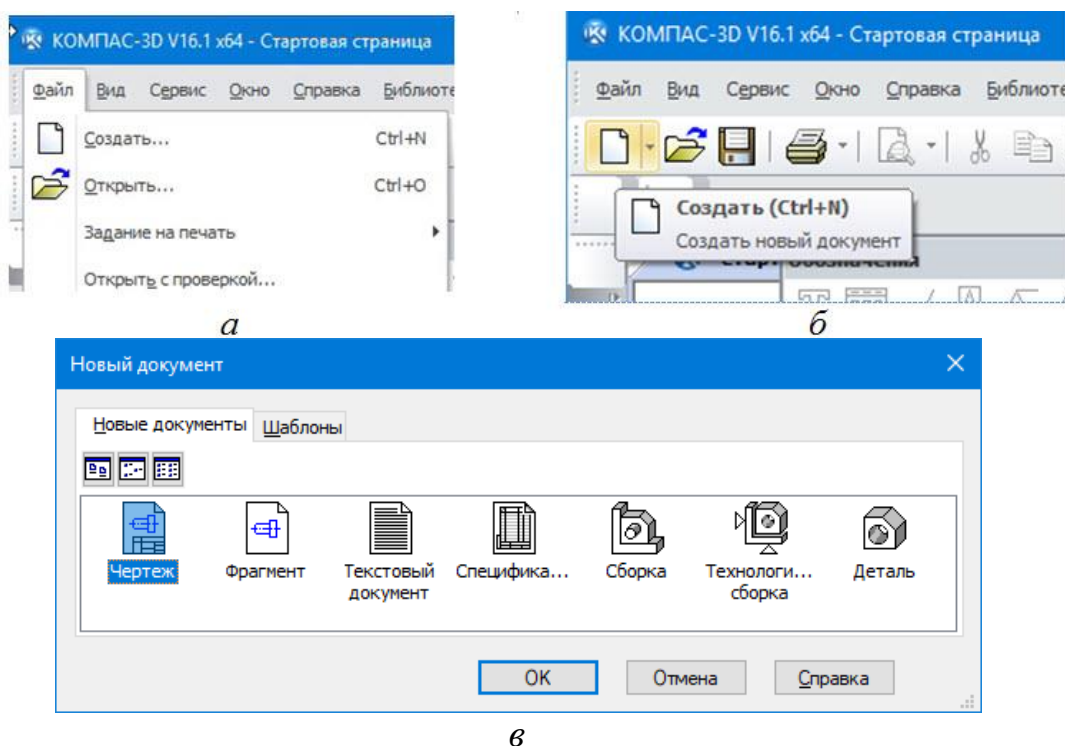 КОМПАС-3D V16.1 x64 - Стартовая страница
Файл Вид Сервис Окно Справка Библиоте
Создать... Ctrl+N
Открыть... Ctrl+O
Задание на печать
Открыть с проверкой...
а
КОМПАС-3D V16.1 x64 - Стартовая страница
Файл Вид Сервис Окно Справка Библиоте
Создать (Ctrl+N)
Создать новый документ
б
Новый документ
Новые документы Шаблоны
Чертеж Фрагмент Текстовый документ Специфика... Сборка Технологи... сборка Деталь
OK Отмена Справка
в